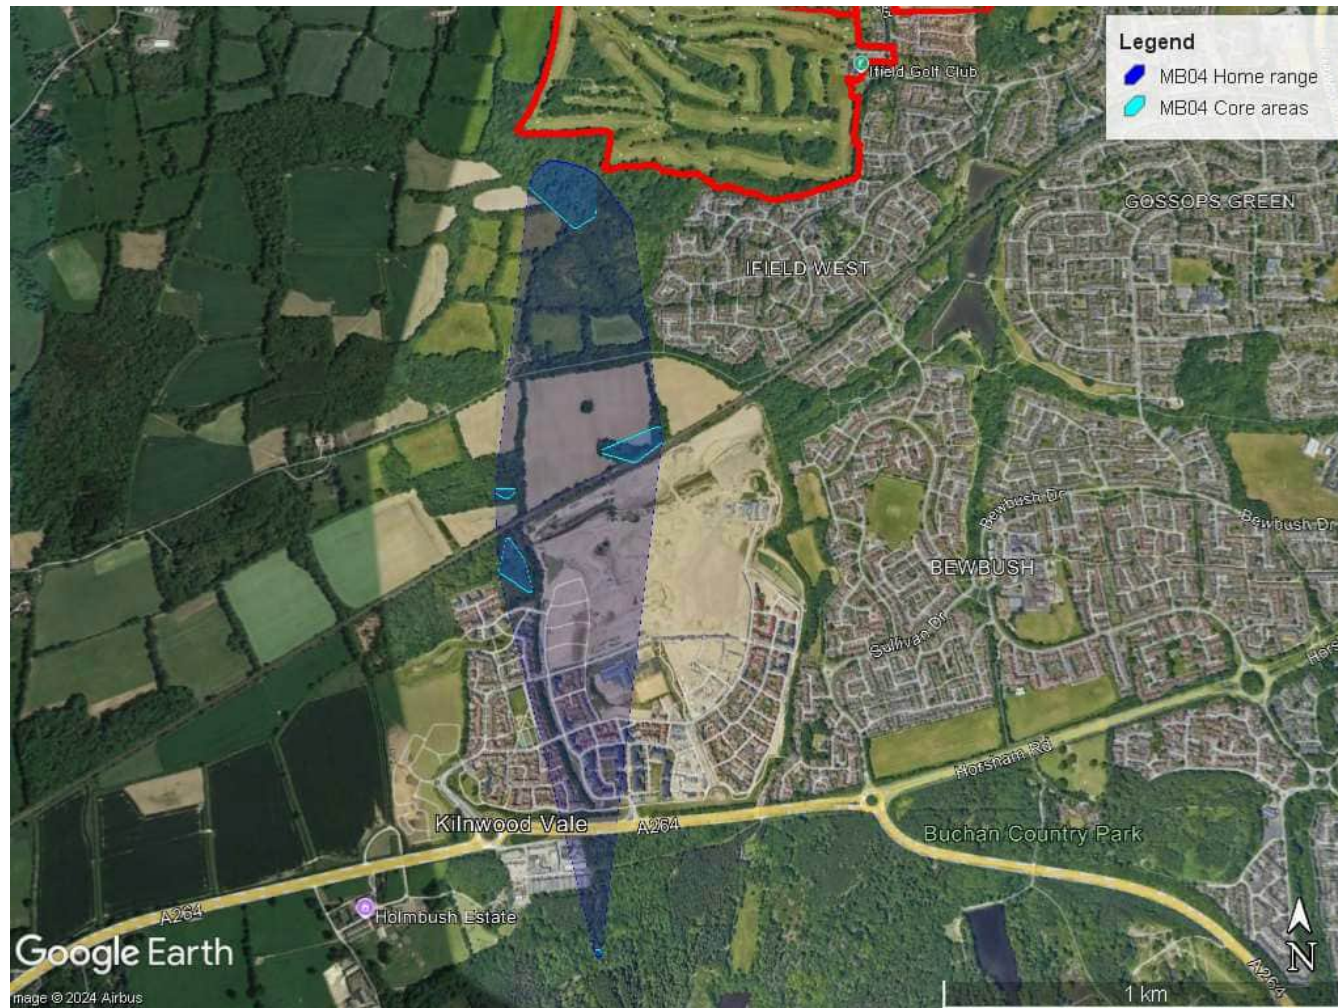 Legend
MB04 Home range
MB04 Core areas
Ifield Golf Club
GOSSOPS GREEN
IFIELD WEST
Bewbush Dr
Bewbush Dr
BEWBUSH
Sullivan Dr
Horsham Rd
Kilnwood Vale
A264
Buchan Country Park
A264
Holmbush Estate
Google Earth
A264
N
1 km
mage © 2024 Airbus